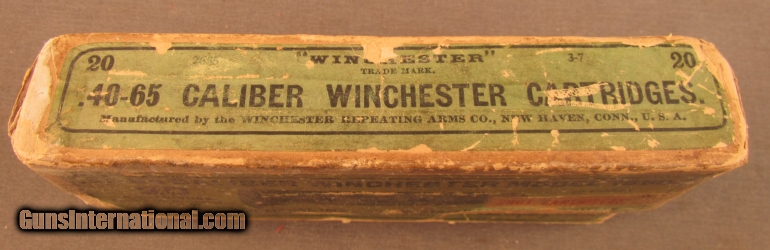 20 "WINCHESTER" 3-7 20
TRADE MARK.
.40-65 CALIBER WINCHESTER CARTRIDGES.
Manufactured by the WINCHESTER REPEATING ARMS CO., NEW HAVEN, CONN., U. S. A.
WINCHESTER
GunsInternational.com